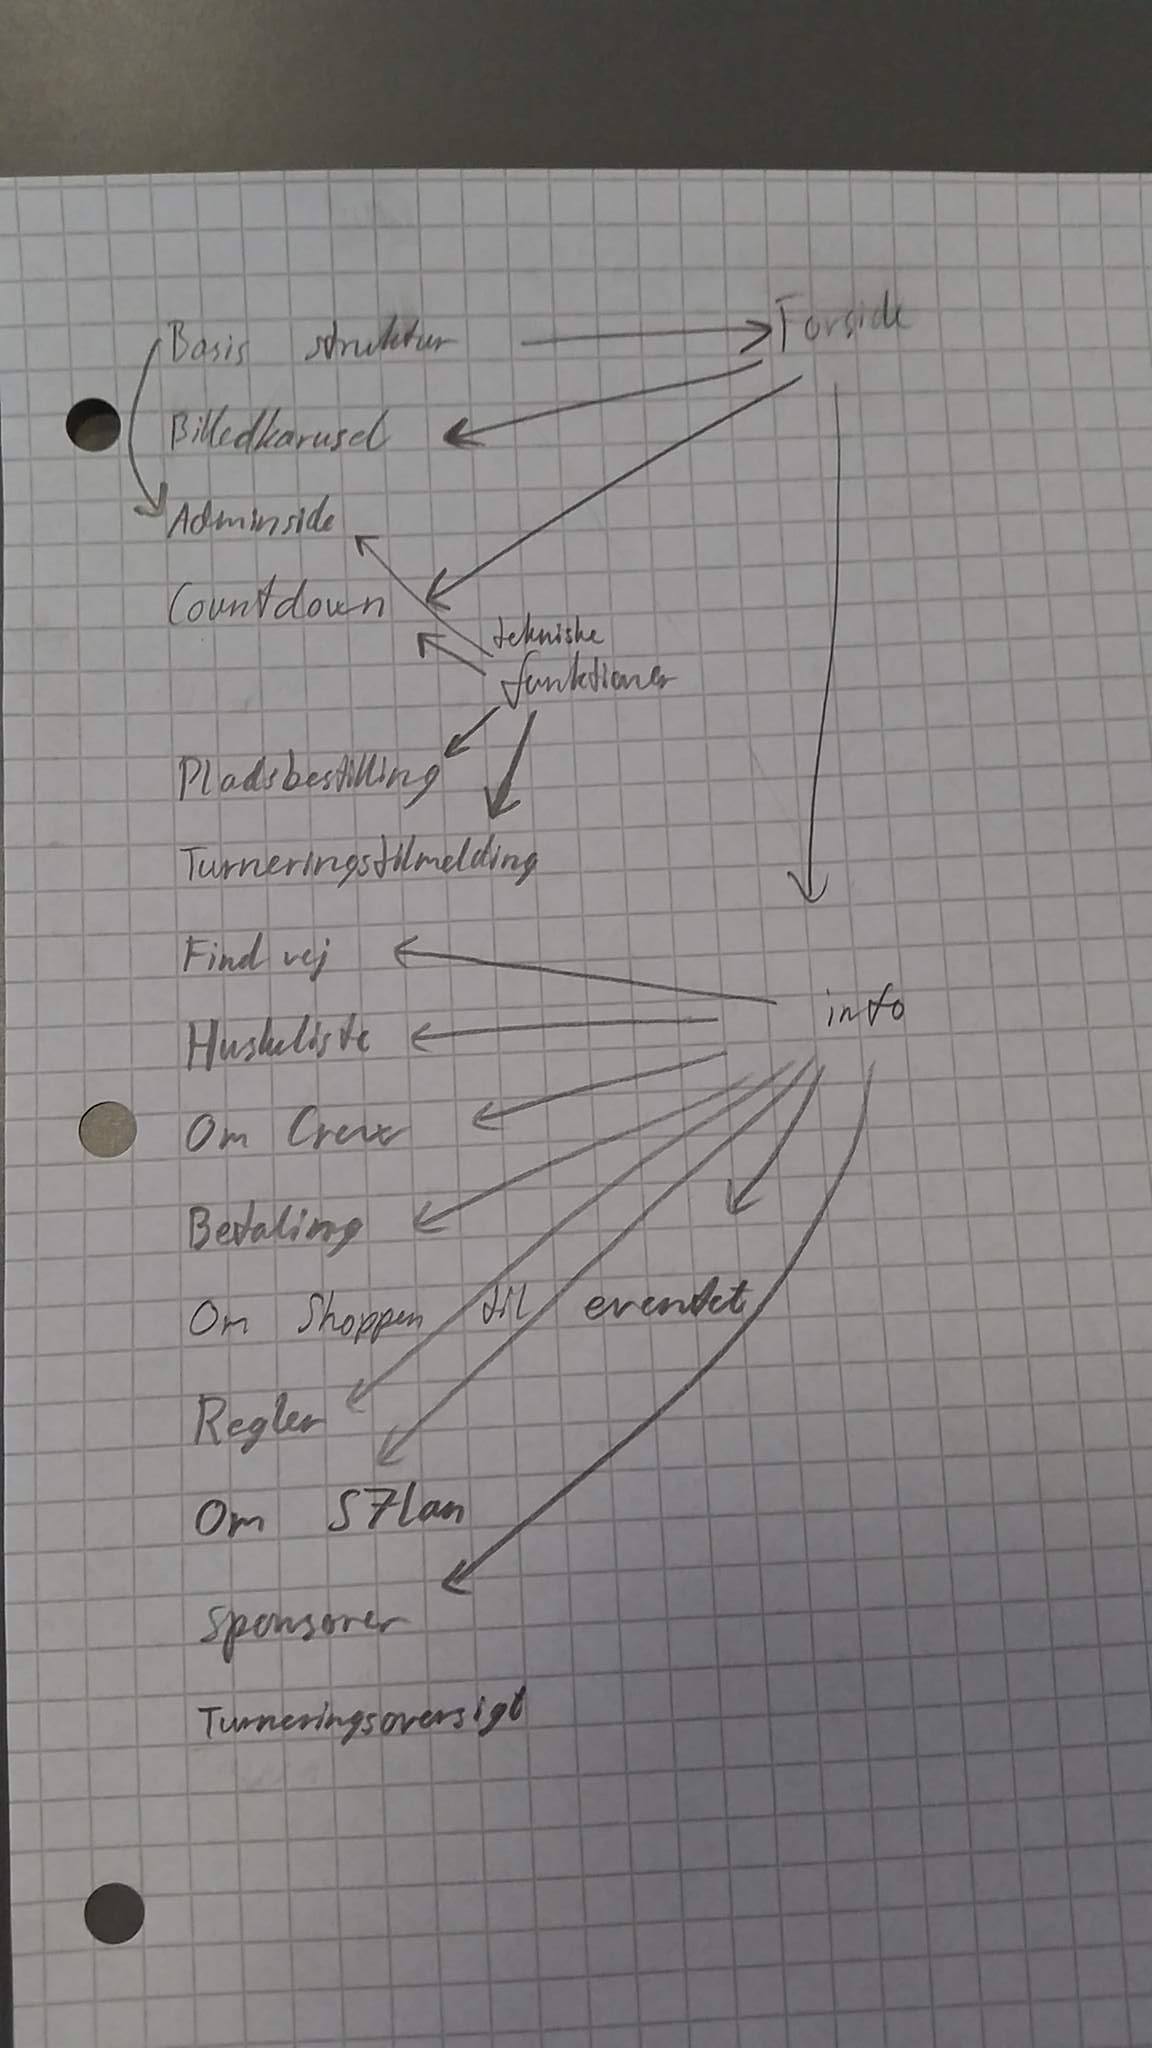 Basis struktur
Forside
Billedkarusel
Adminside
Countdown
tekniske
funktioner
Pladsbestilling
Turneringstilmelding
Find vej
info
Huskeliste
Om Crew
Betaling
Om Shoppen til eventet
Regler
Om S7lan
Sponsorer
Turneringsoversigt